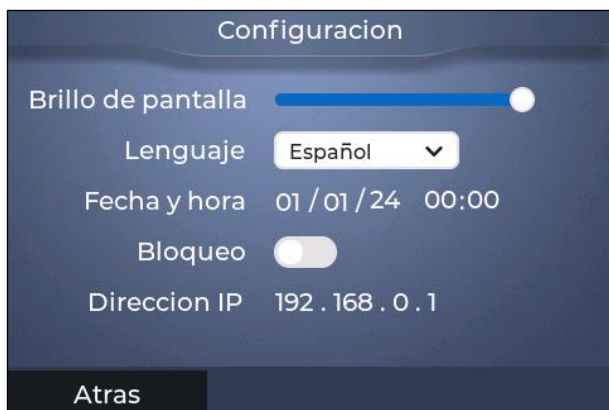 Configuracion
Brillo de pantalla
Lenguaje Español
Fecha y hora 01 / 01 / 24 00:00
Bloqueo
Direccion IP 192 . 168 . 0 . 1
Atras